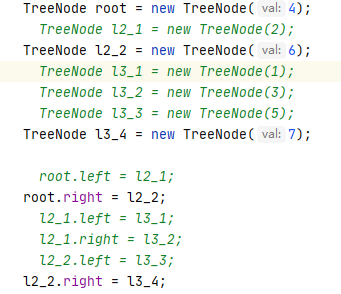 TreeNode root = new TreeNode( val: 4);
TreeNode l2_1 = new TreeNode(2);
TreeNode l2_2 = new TreeNode( val: 6);
TreeNode l3_1 = new TreeNode(1);
TreeNode l3_2 = new TreeNode(3);
TreeNode l3_3 = new TreeNode(5);
TreeNode l3_4 = new TreeNode( val: 7);
root.left = l2_1;
root.right = l2_2;
l2_1.left = l3_1;
l2_1.right = l3_2;
l2_2.left = l3_3;
l2_2.right = l3_4;